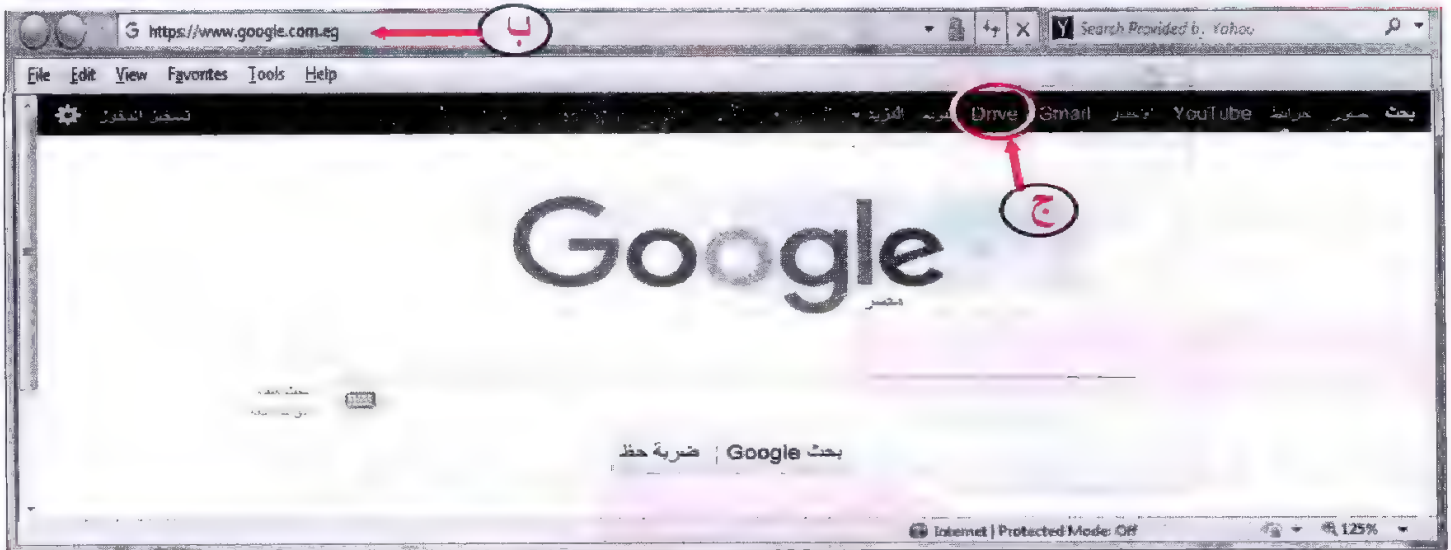 https://www.google.com.eg
ب
Search Provided by Yahoo
File Edit View Favorites Tools Help
بحث صور خرائط YouTube Gmail Drive المزيد
تسجيل الدخول
ج
Google
مصر
بحث Google ضربة حظ
Internet | Protected Mode: Off
125%